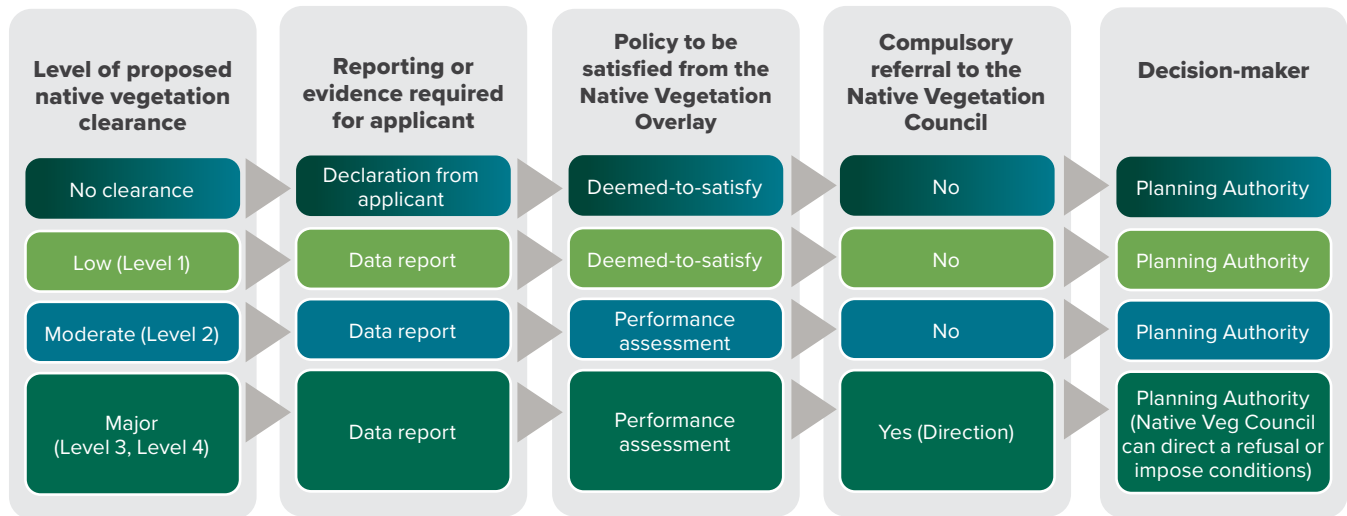 Level of proposed
native vegetation
clearance
Reporting or
evidence required
for applicant
Policy to be
satisfied from the
Native Vegetation
Overlay
Compulsory
referral to the
Native Vegetation
Council
Decision-maker
No clearance
Declaration from
applicant
Deemed-to-satisfy
No
Planning Authority
Low (Level 1)
Data report
Deemed-to-satisfy
No
Planning Authority
Moderate (Level 2)
Data report
Performance
assessment
No
Planning Authority
Major
(Level 3, Level 4)
Data report
Performance
assessment
Yes (Direction)
Planning Authority
(Native Veg Council
can direct a refusal or
impose conditions)